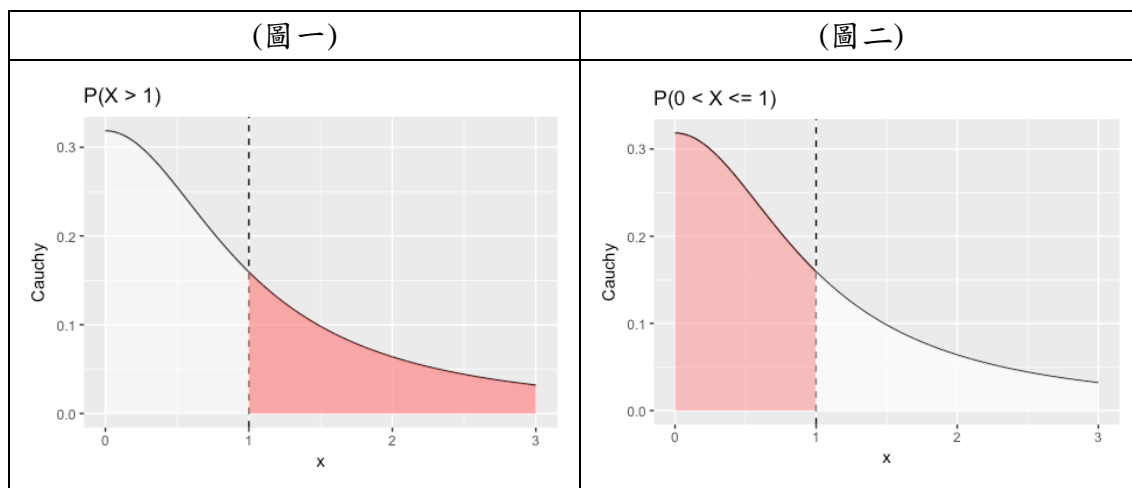 (圖一)
(圖二)
P(X > 1)
0.3
0.2
0.1
0.0
Cauchy
0
1
2
3
x
P(0 < X <= 1)
0.3
0.2
0.1
0.0
Cauchy
0
1
2
3
x